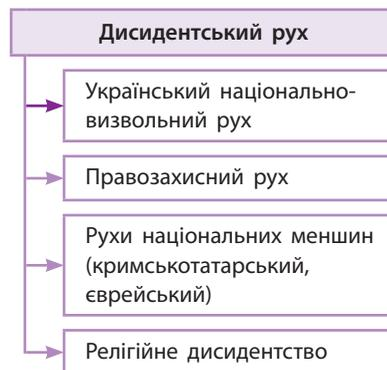 Дисидентський рух
Український національно-
визвольний рух
Правозахисний рух
Рухи національних меншин
(кримськотатарський,
єврейський)
Релігійне дисидентство